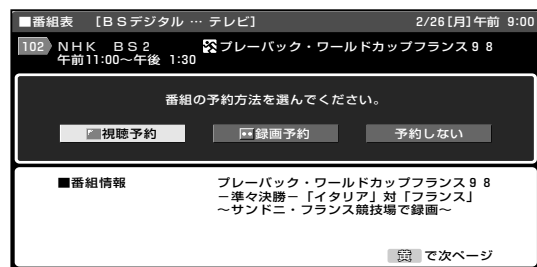 ■番組表 [BSデジタル … テレビ] 2/26[月]午前 9:00
102 NHK BS2 プレーバック・ワールドカップフランス98
午前11:00~午後 1:30
番組の予約方法を選んでください。
視聴予約 録画予約 予約しない
■番組情報 プレーバック・ワールドカップフランス98
-準々決勝-「イタリア」対「フランス」
~サンドニ・フランス競技場で録画~
黄 で次ページ